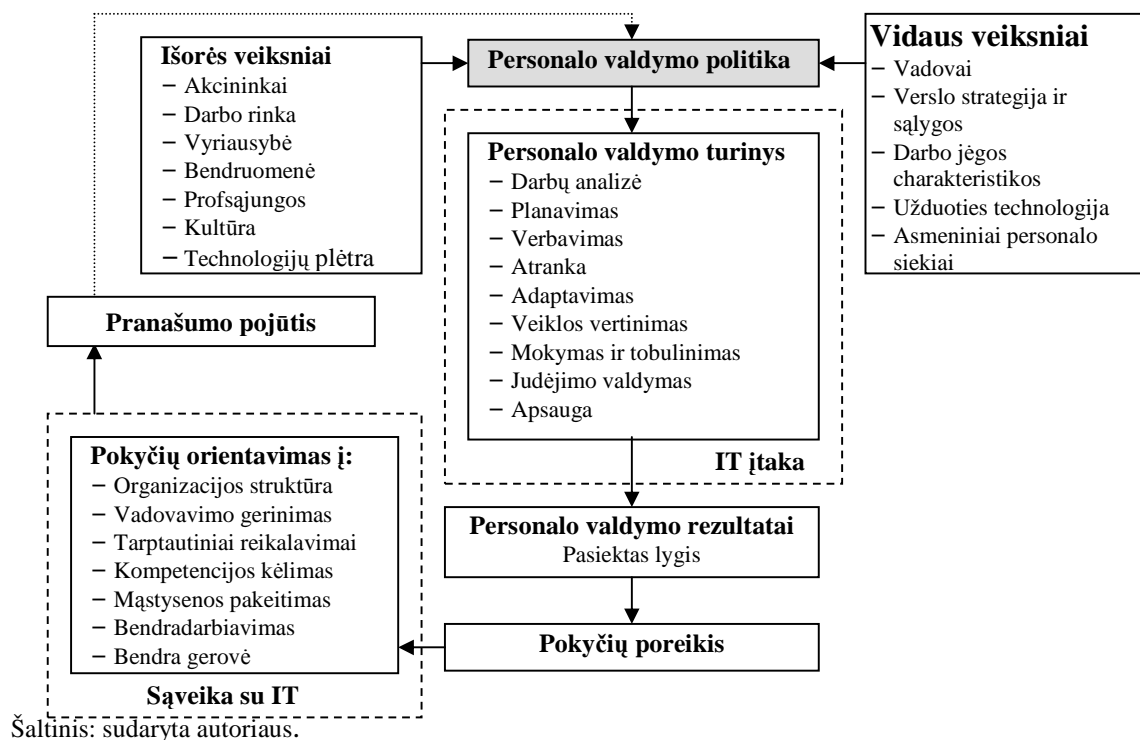 Išorės veiksniai
− Akcininkai
− Darbo rinka
− Vyriausybė
− Bendruomenė
− Profsąjungos
− Kultūra
− Technologijų plėtra
Personalo valdymo politika
Vidaus veiksniai
− Vadovai
− Verslo strategija ir
sąlygos
− Darbo jėgos
charakteristikos
− Užduoties technologija
− Asmeniniai personalo
siekiai
Personalo valdymo turinys
− Darbų analizė
− Planavimas
− Verbavimas
− Atranka
− Adaptavimas
− Veiklos vertinimas
− Mokymas ir tobulinimas
− Judėjimo valdymas
− Apsauga
IT įtaka
Pranašumo pojūtis
Pokyčių orientavimas į:
− Organizacijos struktūra
− Vadovavimo gerinimas
− Tarptautiniai reikalavimai
− Kompetencijos kėlimas
− Mąstysenos pakeitimas
− Bendradarbiavimas
− Bendra gerovė
Sąveika su IT
Personalo valdymo rezultatai
Pasiektas lygis
Pokyčių poreikis
Šaltinis: sudaryta autoriaus.